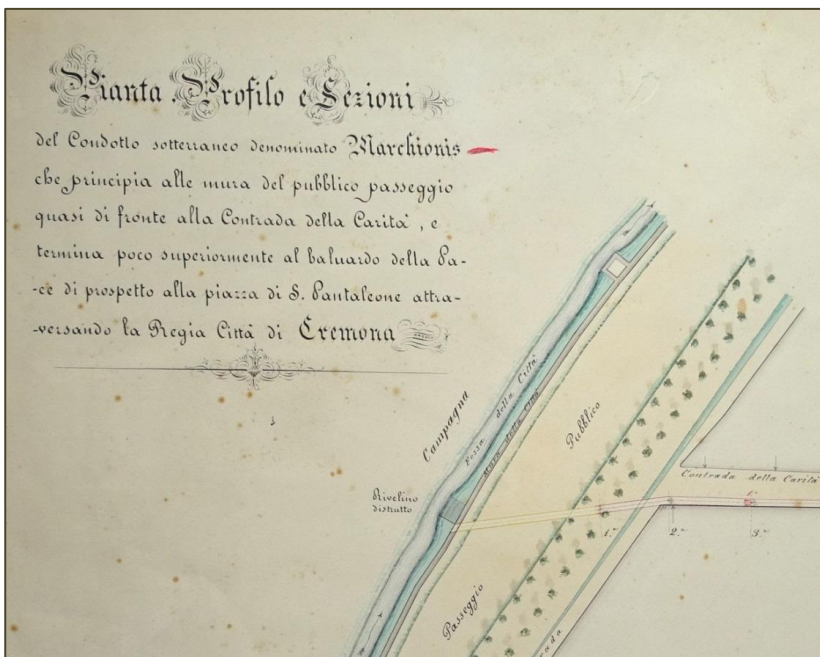 Pianta. Profilo e Sezioni
del Condotto sotterraneo denominato Marchionis
che principia alle mura del pubblico passeggio
quasi di fronte alla Contrada della Carità, e
termina poco superiormente al baluardo della Pa-
-ce di prospetto alla piazza di S. Pantaleone attra-
-versando la Regia Città di Cremona
Campagna
Fossa della Città
Mura della Città
Pubblico
Passeggio
Rivelino
distrutto
Contrada della Carità
1.°
2.°
3.°